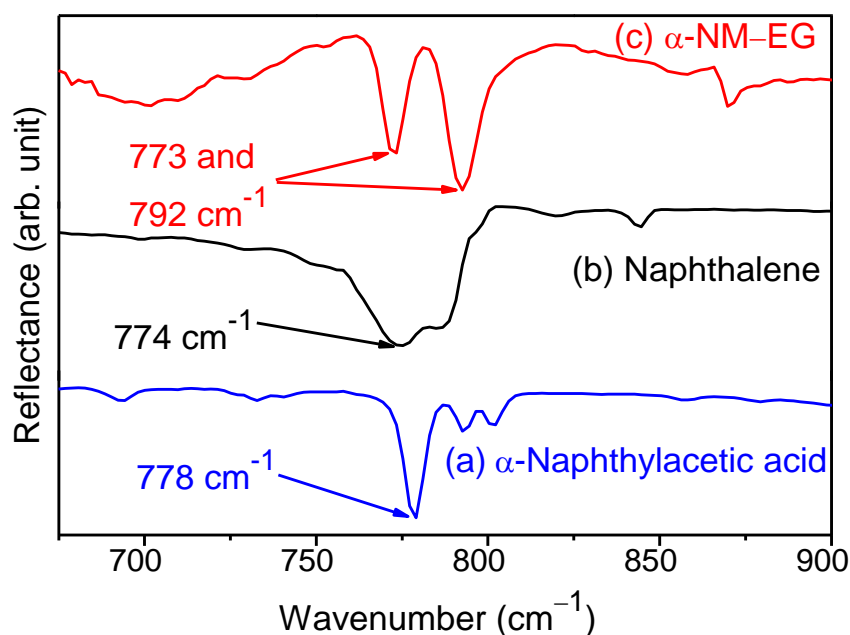 (c) α-NM–EG
773 and
792 cm⁻¹
(b) Naphthalene
774 cm⁻¹
(a) α-Naphthylacetic acid
778 cm⁻¹
Reflectance (arb. unit)
700 750 800 850 900
Wavenumber (cm⁻¹)